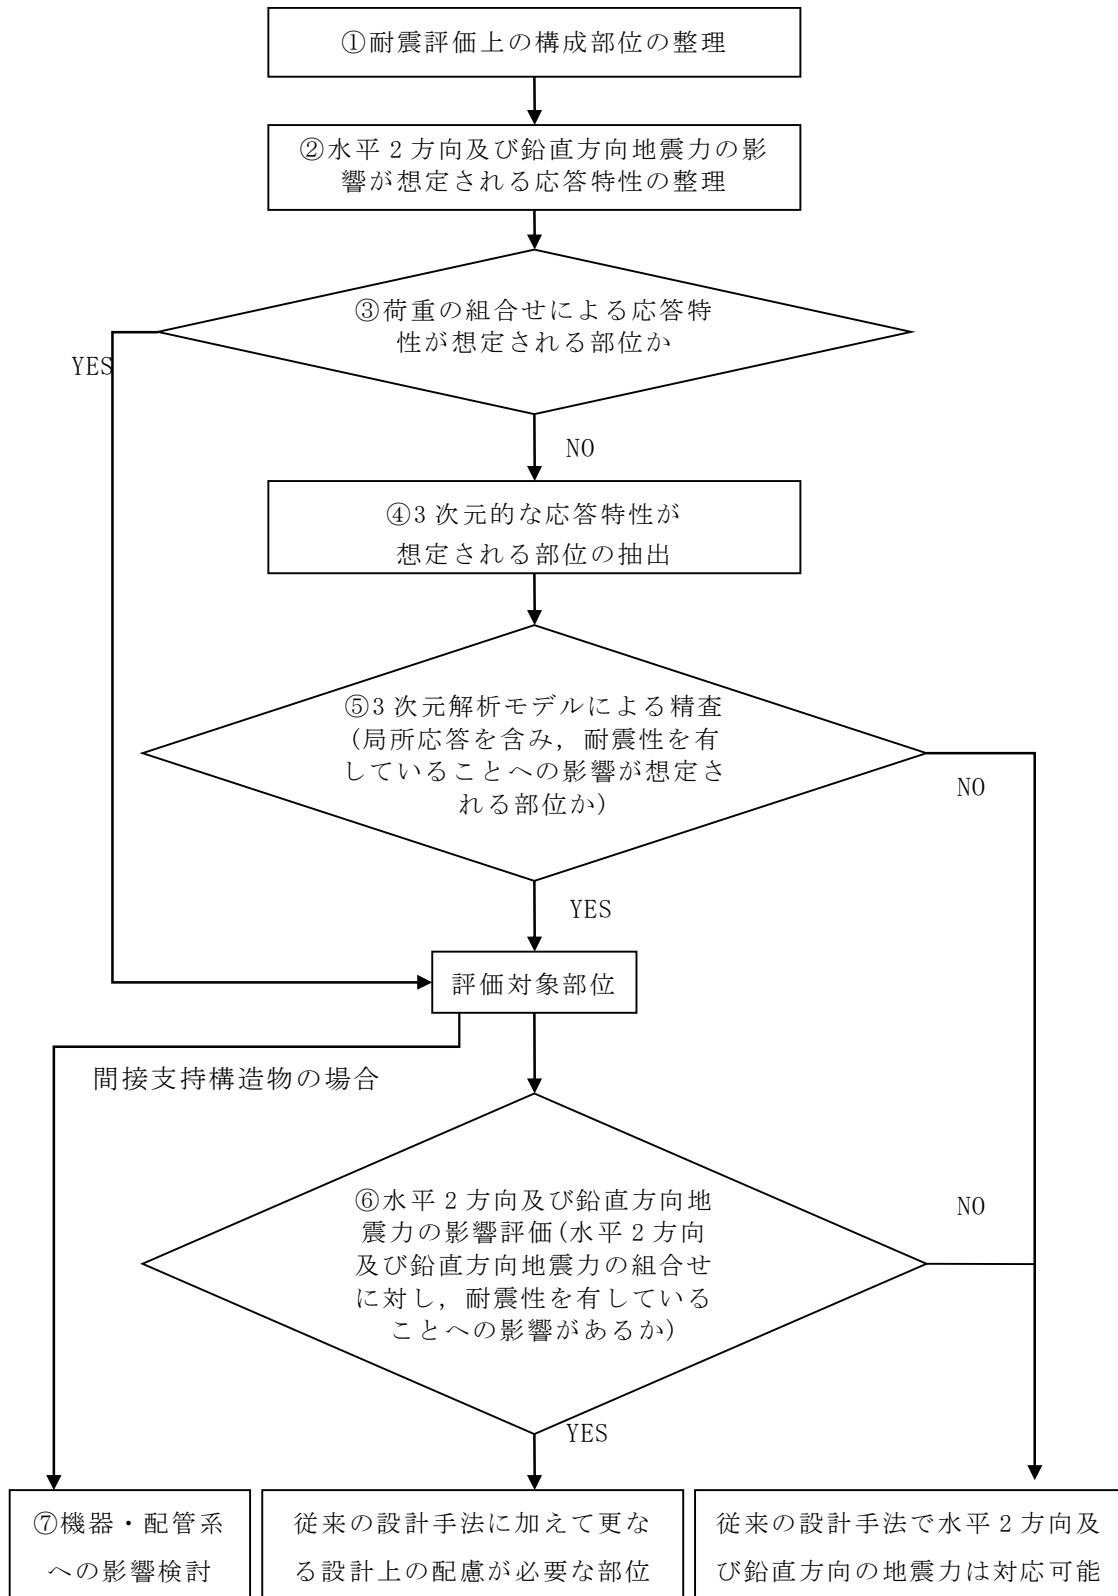 ①耐震評価上の構成部位の整理
②水平２方向及び鉛直方向地震力の影
響が想定される応答特性の整理
③荷重の組合せによる応答特
性が想定される部位か
YES
NO
④3 次元的な応答特性が
想定される部位の抽出
⑤3 次元解析モデルによる精査
(局所応答を含み，耐震性を有
していることへの影響が想定さ
れる部位か)
NO
YES
評価対象部位
間接支持構造物の場合
⑥水平２方向及び鉛直方向地
震力の影響評価(水平２方向
及び鉛直方向地震力の組合せ
に対し，耐震性を有している
ことへの影響があるか)
NO
YES
⑦機器・配管系
への影響検討
従来の設計手法に加えて更な
る設計上の配慮が必要な部位
従来の設計手法で水平２方向及
び鉛直方向の地震力は対応可能